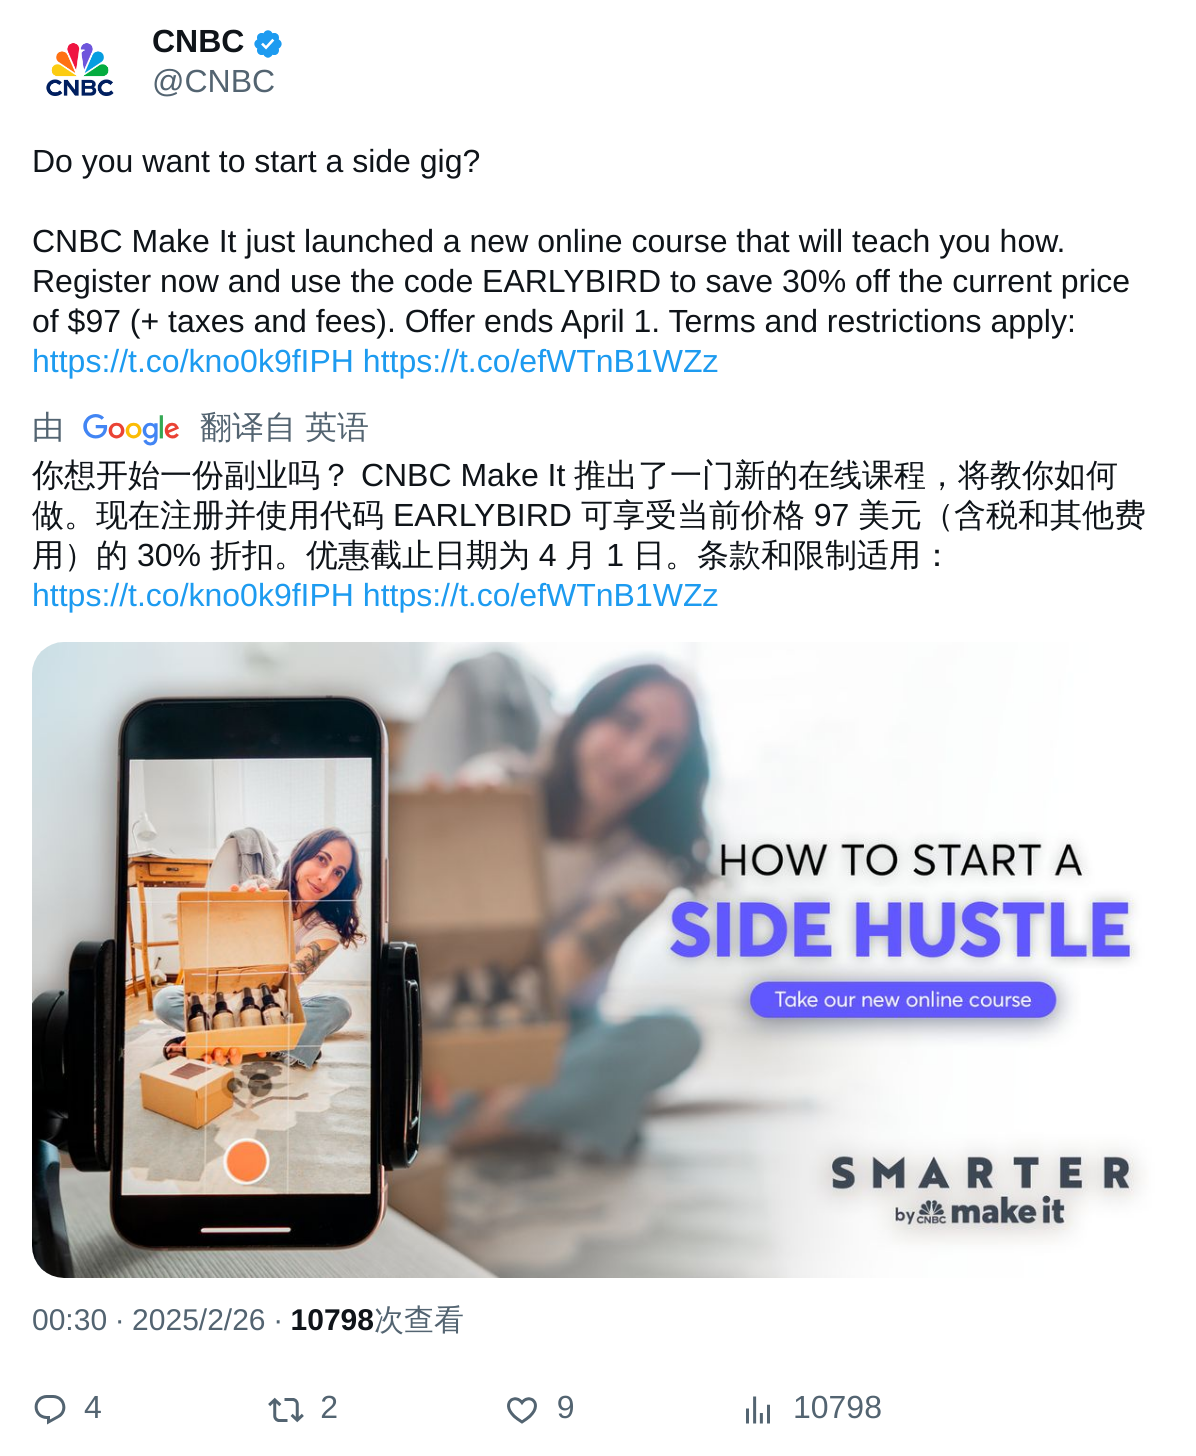 CNBC
@CNBC
CNBC
Do you want to start a side gig?
CNBC Make It just launched a new online course that will teach you how.
Register now and use the code EARLYBIRD to save 30% off the current price
of $97 (+ taxes and fees). Offer ends April 1. Terms and restrictions apply:
https://t.co/kno0k9fIPH https://t.co/efWTnB1WZz
由 Google 翻译自 英语
你想开始一份副业吗？ CNBC Make It 推出了一门新的在线课程，将教你如何
做。现在注册并使用代码 EARLYBIRD 可享受当前价格 97 美元（含税和其他费
用）的 30% 折扣。优惠截止日期为 4 月 1 日。条款和限制适用：
https://t.co/kno0k9fIPH https://t.co/efWTnB1WZz
HOW TO START A
SIDE HUSTLE
Take our new online course
SMARTER
by CNBC make it
00:30 · 2025/2/26 · 10798次查看
4 2 9 10798